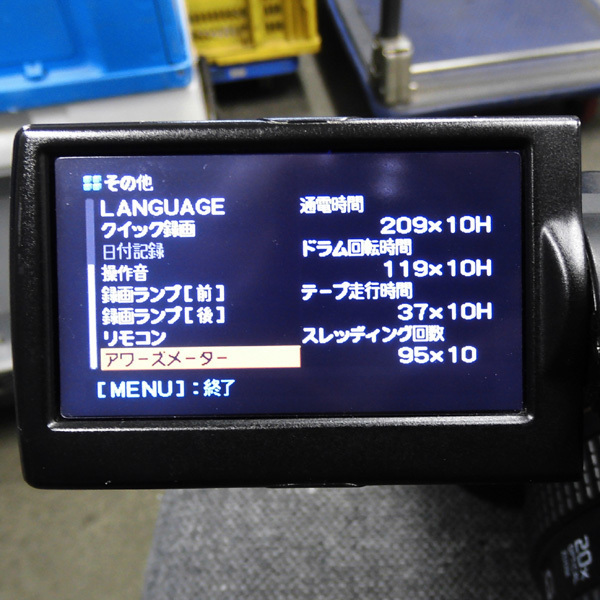 その他
LANGUAGE
クイック録画
日付記録
操作音
録画ランプ[前]
録画ランプ[後]
リモコン
アワーズメーター
通電時間
209×10H
ドラム回転時間
119×10H
テープ走行時間
37×10H
スレッディング回数
95×10
[MENU]:終了
20x